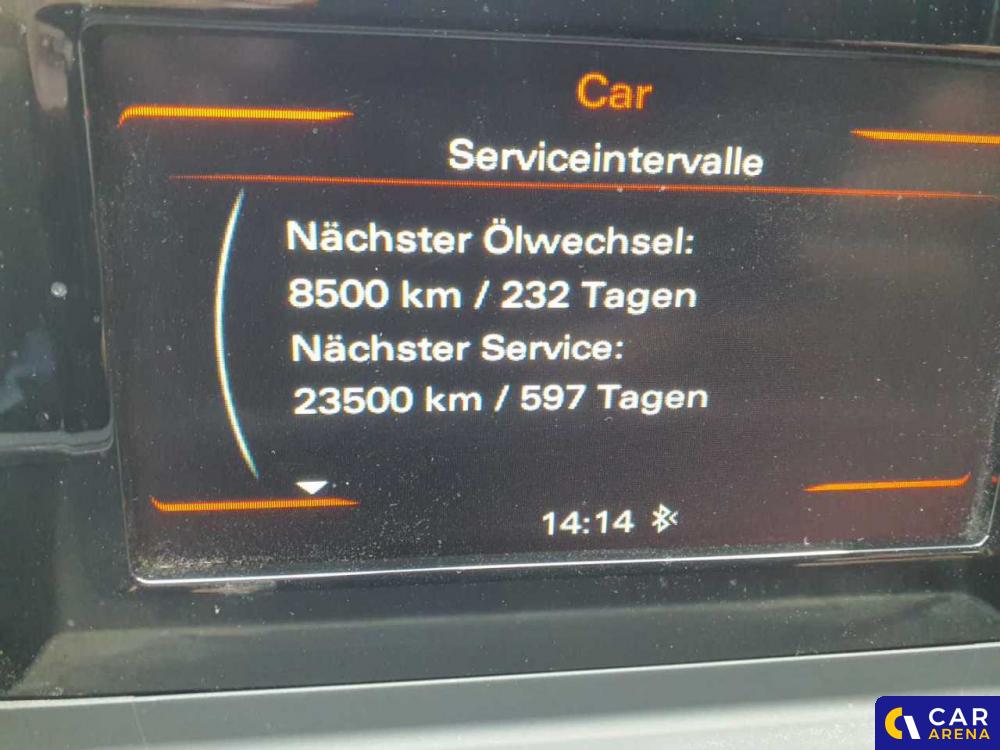 Car
Serviceintervalle
Nächster Ölwechsel:
8500 km / 232 Tagen
Nächster Service:
23500 km / 597 Tagen
14:14
CAR
ARENA